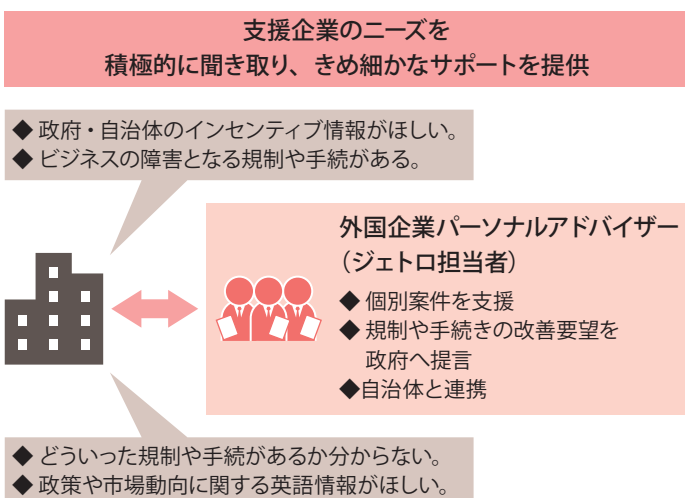 支援企業のニーズを
積極的に聞き取り、きめ細かなサポートを提供
◆ 政府・自治体のインセンティブ情報がほしい。
◆ ビジネスの障害となる規制や手続がある。
外国企業パーソナルアドバイザー
（ジェトロ担当者）
◆ 個別案件を支援
◆ 規制や手続きの改善要望を
政府へ提言
◆自治体と連携
◆ どういった規制や手続があるか分からない。
◆ 政策や市場動向に関する英語情報がほしい。